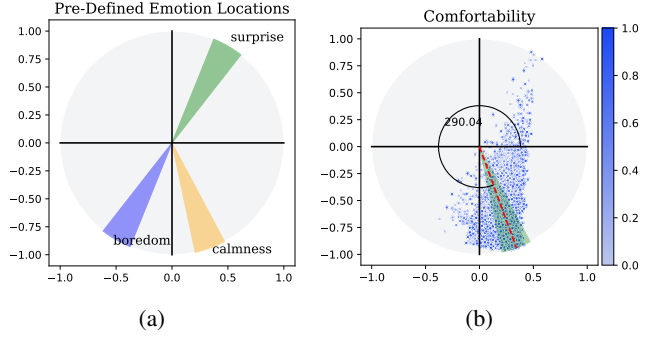 Pre-Defined Emotion Locations
1.00
0.75
0.50
0.25
0.00
−0.25
−0.50
−0.75
−1.00
−1.0 −0.5 0.0 0.5 1.0
surprise
boredom
calmness
(a)
Comfortability
1.00
0.75
0.50
0.25
0.00
−0.25
−0.50
−0.75
−1.00
−1.0 −0.5 0.0 0.5 1.0
290.04
1.0
0.8
0.6
0.4
0.2
0.0
(b)